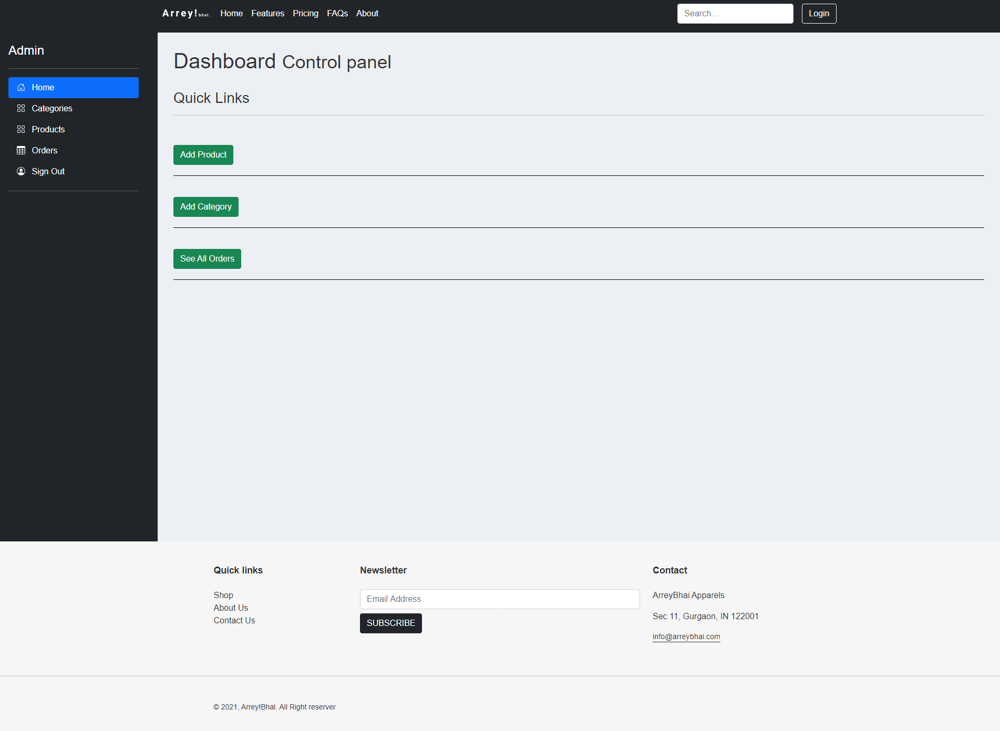 Arrey!bhai. Home Features Pricing FAQs About Search... Login
Admin
Home
Categories
Products
Orders
Sign Out
Dashboard Control panel
Quick Links
Add Product
Add Category
See All Orders
Quick links
Shop
About Us
Contact Us
Newsletter
Email Address
SUBSCRIBE
Contact
ArreyBhai Apparels
Sec 11, Gurgaon, IN 122001
info@arreybhai.com
© 2021, Arrey!Bhai. All Right reserver